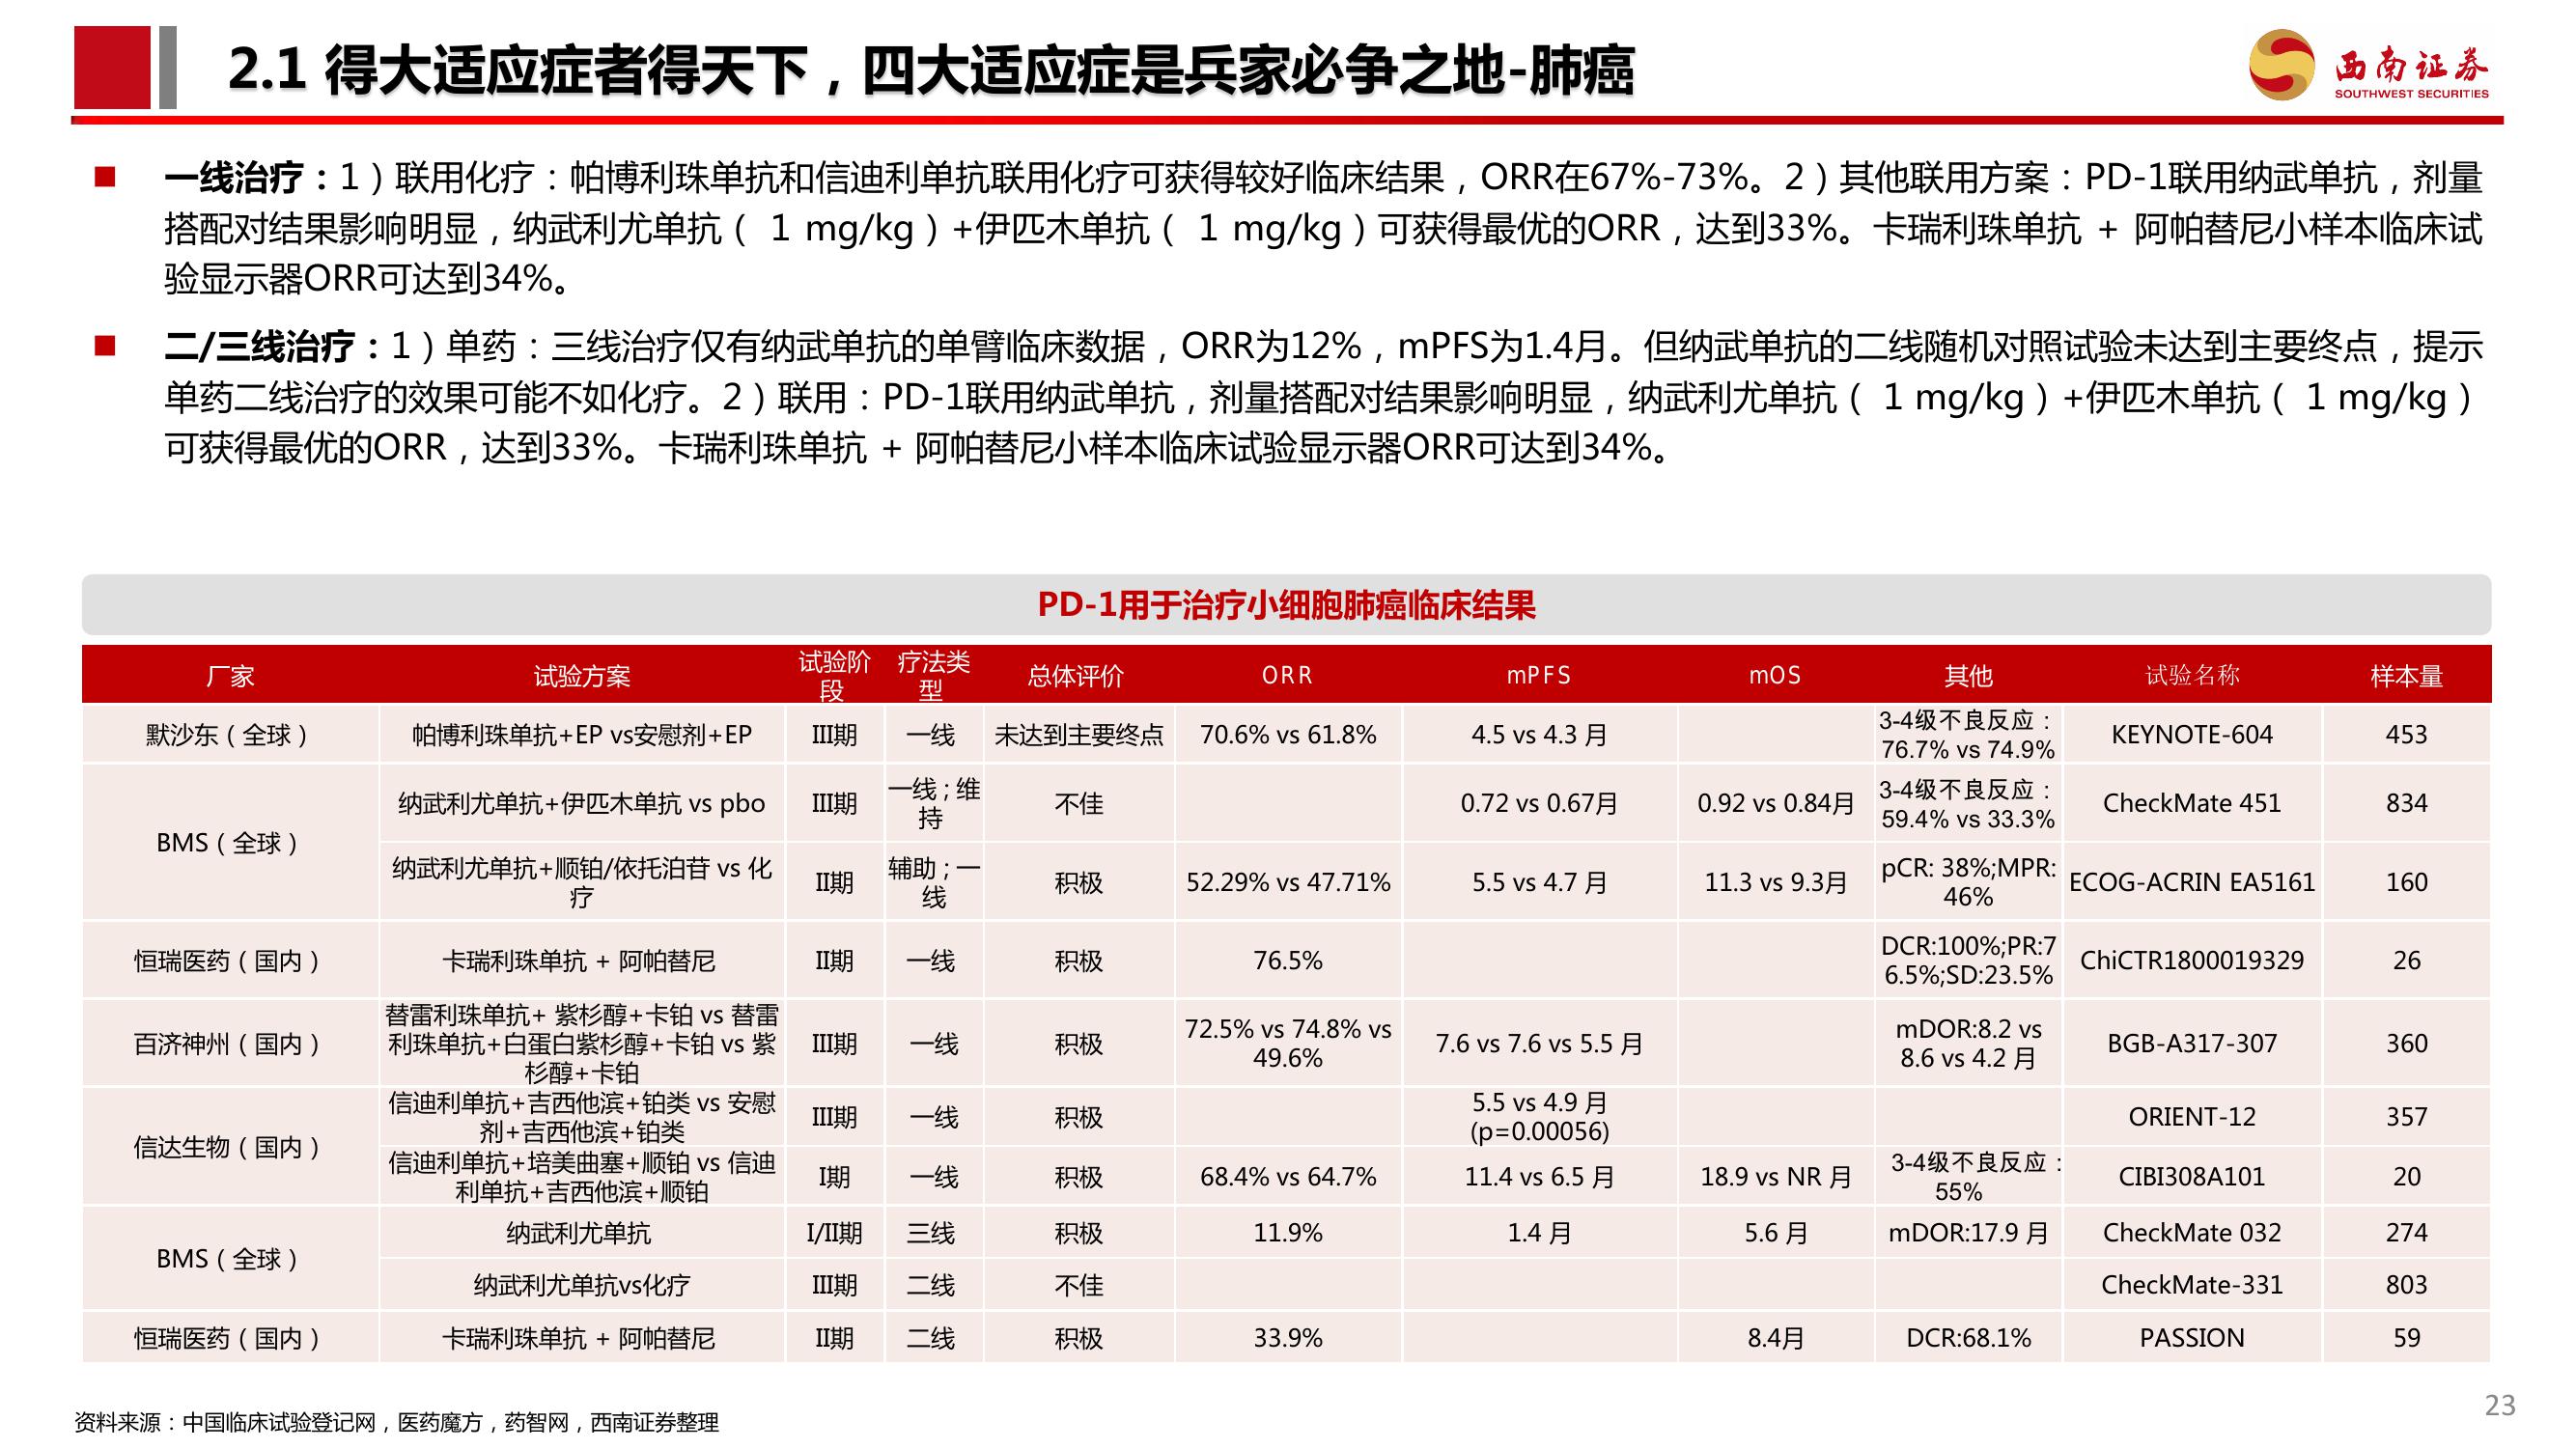 2.1 得大适应症者得天下，四大适应症是兵家必争之地-肺癌
西南证券
SOUTHWEST SECURITIES
一线治疗：1）联用化疗：帕博利珠单抗和信迪利单抗联用化疗可获得较好临床结果，ORR在67%-73%。2）其他联用方案：PD-1联用纳武单抗，剂量
搭配对结果影响明显，纳武利尤单抗（ 1 mg/kg）+伊匹木单抗（ 1 mg/kg）可获得最优的ORR，达到33%。卡瑞利珠单抗 + 阿帕替尼小样本临床试
验显示器ORR可达到34%。
二/三线治疗：1）单药：三线治疗仅有纳武单抗的单臂临床数据，ORR为12%，mPFS为1.4月。但纳武单抗的二线随机对照试验未达到主要终点，提示
单药二线治疗的效果可能不如化疗。2）联用：PD-1联用纳武单抗，剂量搭配对结果影响明显，纳武利尤单抗（ 1 mg/kg）+伊匹木单抗（ 1 mg/kg）
可获得最优的ORR，达到33%。卡瑞利珠单抗 + 阿帕替尼小样本临床试验显示器ORR可达到34%。
PD-1用于治疗小细胞肺癌临床结果
厂家 试验方案 试验阶段 疗法类型 总体评价 ORR mPFS mOS 其他 试验名称 样本量
默沙东（全球） 帕博利珠单抗+EP vs安慰剂+EP III期 一线 未达到主要终点 70.6% vs 61.8% 4.5 vs 4.3 月 3-4级不良反应：76.7% vs 74.9% KEYNOTE-604 453
BMS（全球） 纳武利尤单抗+伊匹木单抗 vs pbo III期 一线；维持 不佳 0.72 vs 0.67月 0.92 vs 0.84月 3-4级不良反应：59.4% vs 33.3% CheckMate 451 834
纳武利尤单抗+顺铂/依托泊苷 vs 化疗 II期 辅助；一线 积极 52.29% vs 47.71% 5.5 vs 4.7 月 11.3 vs 9.3月 pCR: 38%;MPR: 46% ECOG-ACRIN EA5161 160
恒瑞医药（国内） 卡瑞利珠单抗 + 阿帕替尼 II期 一线 积极 76.5% DCR:100%;PR:76.5%;SD:23.5% ChiCTR1800019329 26
百济神州（国内） 替雷利珠单抗+ 紫杉醇+卡铂 vs 替雷利珠单抗+白蛋白紫杉醇+卡铂 vs 紫杉醇+卡铂 III期 一线 积极 72.5% vs 74.8% vs 49.6% 7.6 vs 7.6 vs 5.5 月 mDOR:8.2 vs 8.6 vs 4.2 月 BGB-A317-307 360
信达生物（国内） 信迪利单抗+吉西他滨+铂类 vs 安慰剂+吉西他滨+铂类 III期 一线 积极 5.5 vs 4.9 月 (p=0.00056) ORIENT-12 357
信迪利单抗+培美曲塞+顺铂 vs 信迪利单抗+吉西他滨+顺铂 I期 一线 积极 68.4% vs 64.7% 11.4 vs 6.5 月 18.9 vs NR 月 3-4级不良反应：55% CIBI308A101 20
BMS（全球） 纳武利尤单抗 I/II期 三线 积极 11.9% 1.4 月 5.6 月 mDOR:17.9 月 CheckMate 032 274
纳武利尤单抗vs化疗 III期 二线 不佳 CheckMate-331 803
恒瑞医药（国内） 卡瑞利珠单抗 + 阿帕替尼 II期 二线 积极 33.9% 8.4月 DCR:68.1% PASSION 59
资料来源：中国临床试验登记网，医药魔方，药智网，西南证券整理
23